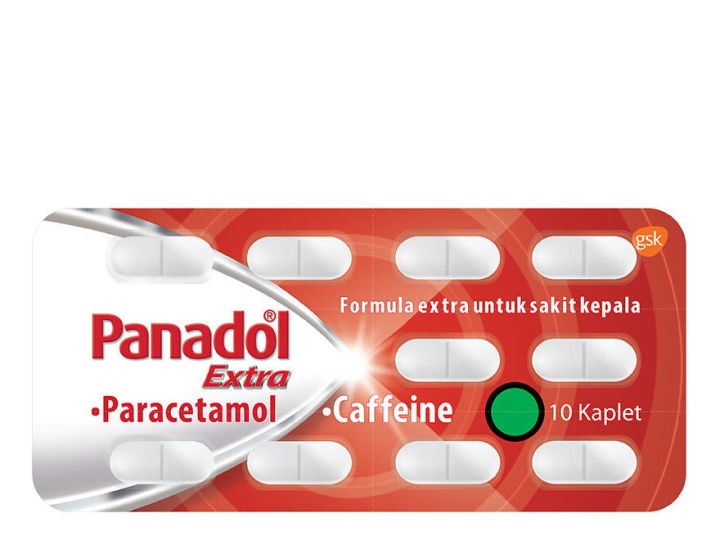 gsk
Formula extra untuk sakit kepala
Panadol®
Extra
•Paracetamol •Caffeine
10 Kaplet